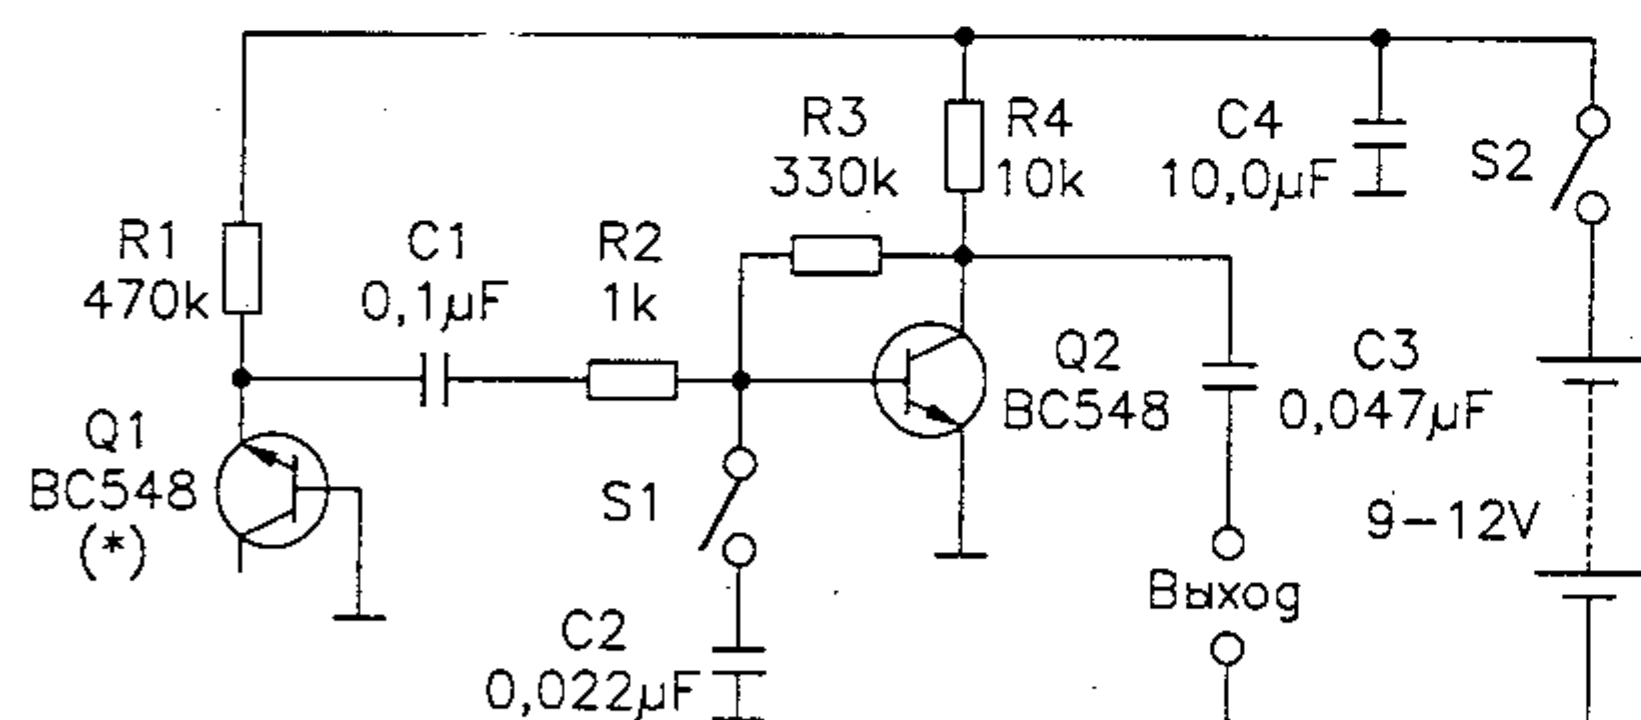 R3
330k
R4
10k
C4
10,0µF
S2
R1
470k
C1
0,1µF
R2
1k
Q2
BC548
C3
0,047µF
Q1
BC548
(*)
S1
9-12V
Выход
C2
0,022µF